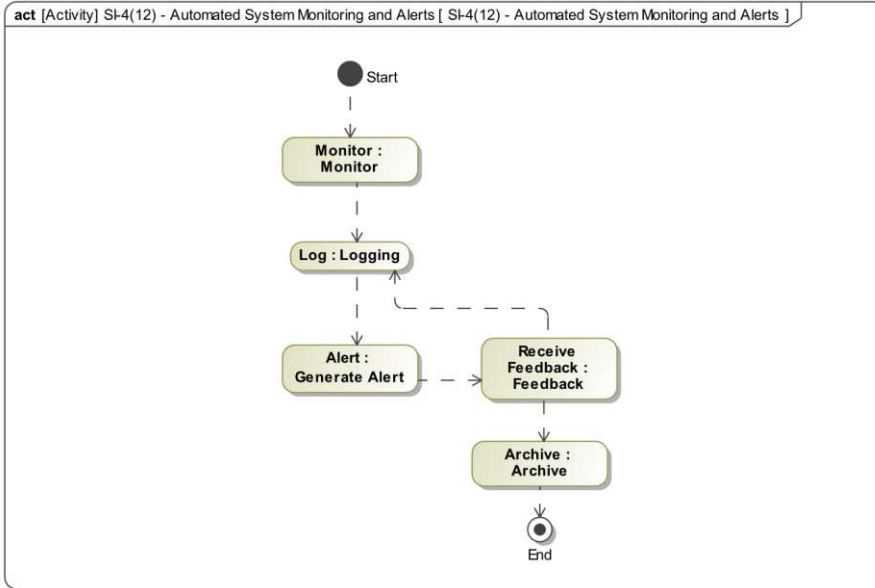 act [Activity] SI-4(12) - Automated System Monitoring and Alerts [ SI-4(12) - Automated System Monitoring and Alerts ]
Start
Monitor :
Monitor
Log : Logging
Alert :
Generate Alert
Receive
Feedback :
Feedback
Archive :
Archive
End